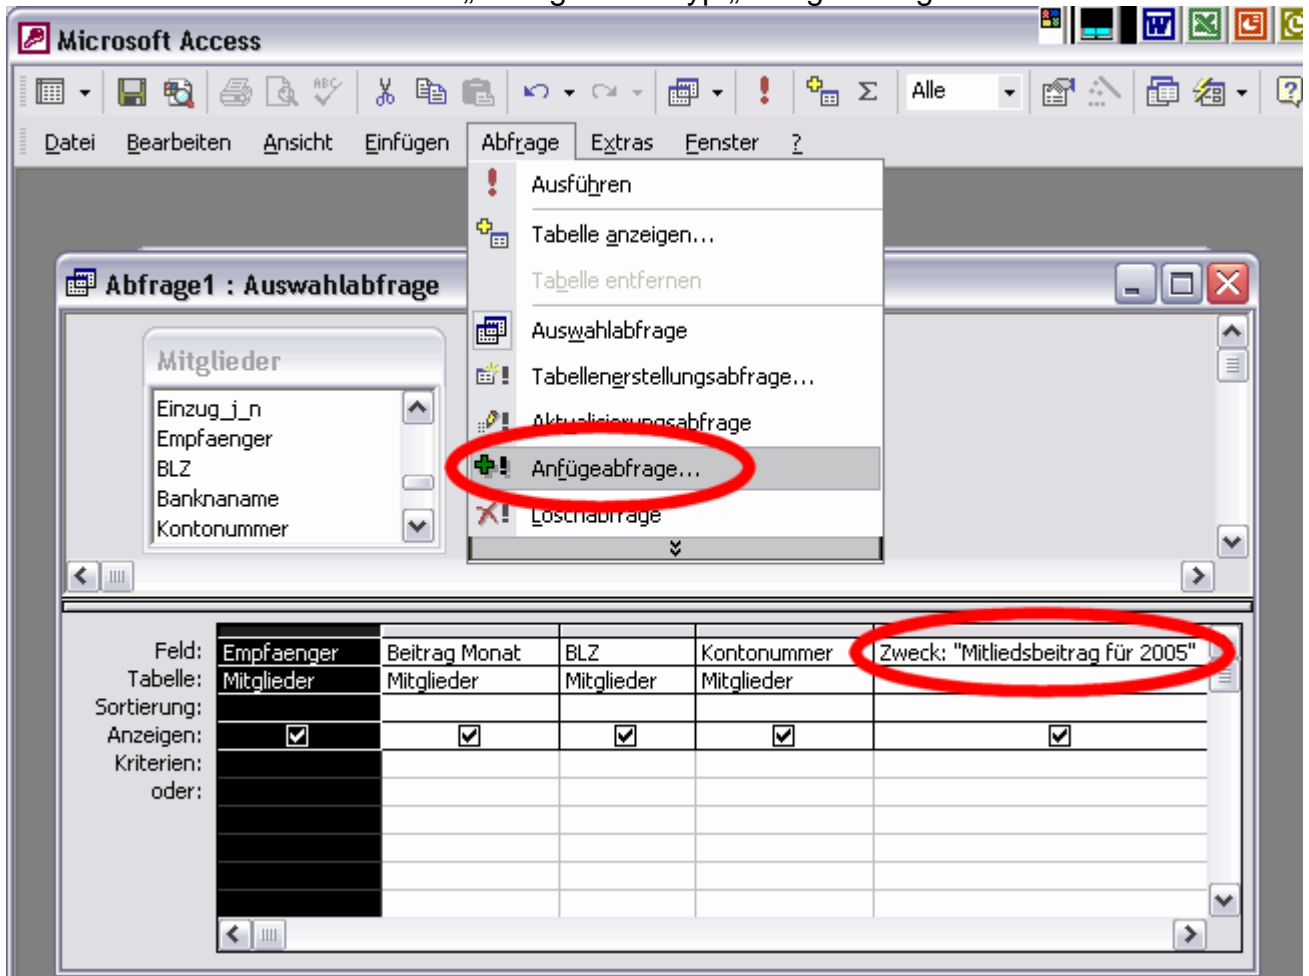 Microsoft Access
Alle
Datei Bearbeiten Ansicht Einfügen Abfrage Extras Fenster ?
Ausführen
Tabelle anzeigen...
Tabelle entfernen
Auswahlabfrage
Tabellenerstellungsabfrage...
Aktualisierungsabfrage
Anfügeabfrage...
Löschabfrage
Abfrage1 : Auswahlabfrage
Mitglieder
Einzug_j_n
Empfaenger
BLZ
Banknaname
Kontonummer
Feld: Empfaenger Beitrag Monat BLZ Kontonummer Zweck: "Mitliedsbeitrag für 2005"
Tabelle: Mitglieder Mitglieder Mitglieder Mitglieder
Sortierung:
Anzeigen:
Kriterien:
oder: